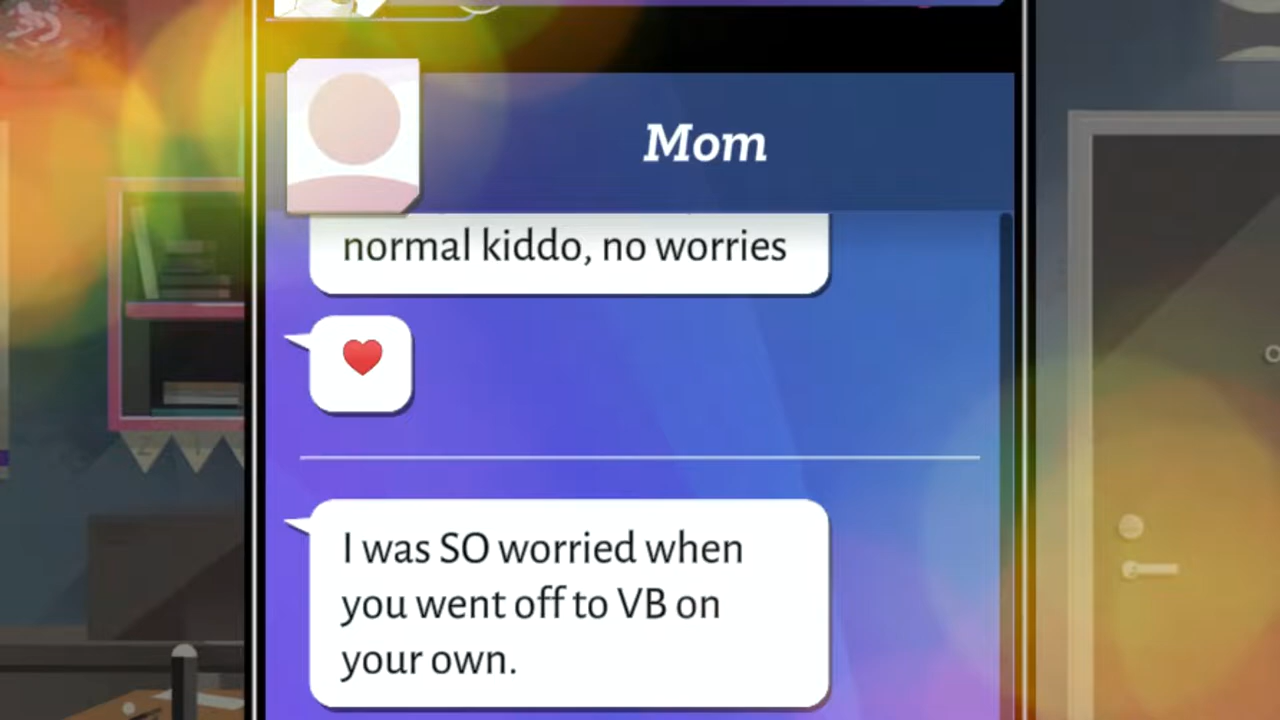 Mom
normal kiddo, no worries
❤️
I was SO worried when
you went off to VB on
your own.